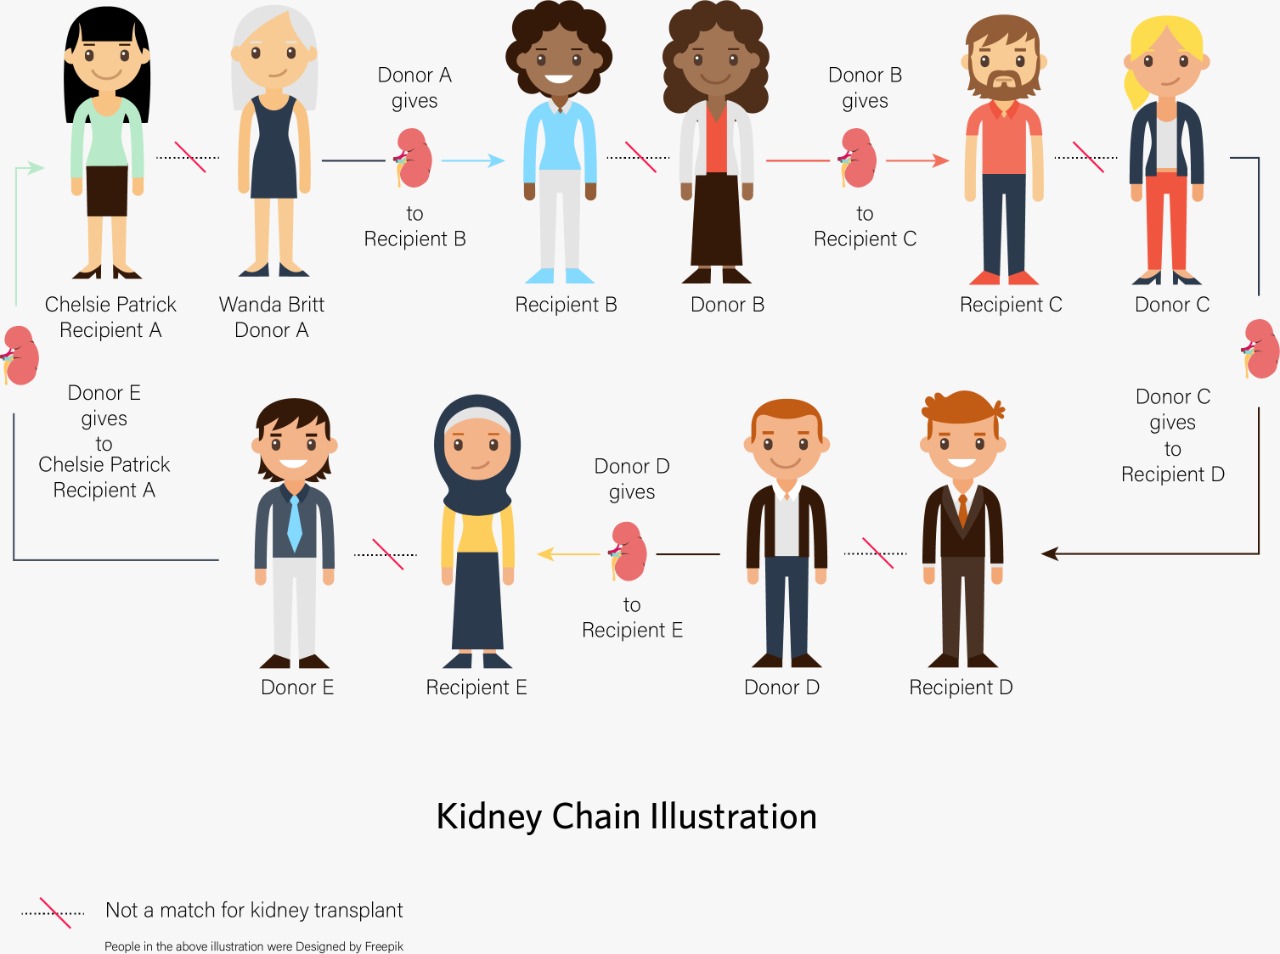 Donor A
gives
to
Recipient B
Donor B
gives
to
Recipient C
Chelsie Patrick
Recipient A
Wanda Britt
Donor A
Recipient B
Donor B
Recipient C
Donor C
Donor E
gives
to
Chelsie Patrick
Recipient A
Donor D
gives
to
Recipient E
Donor C
gives
to
Recipient D
Donor E
Recipient E
Donor D
Recipient D
Kidney Chain Illustration
Not a match for kidney transplant
People in the above illustration were Designed by Freepik